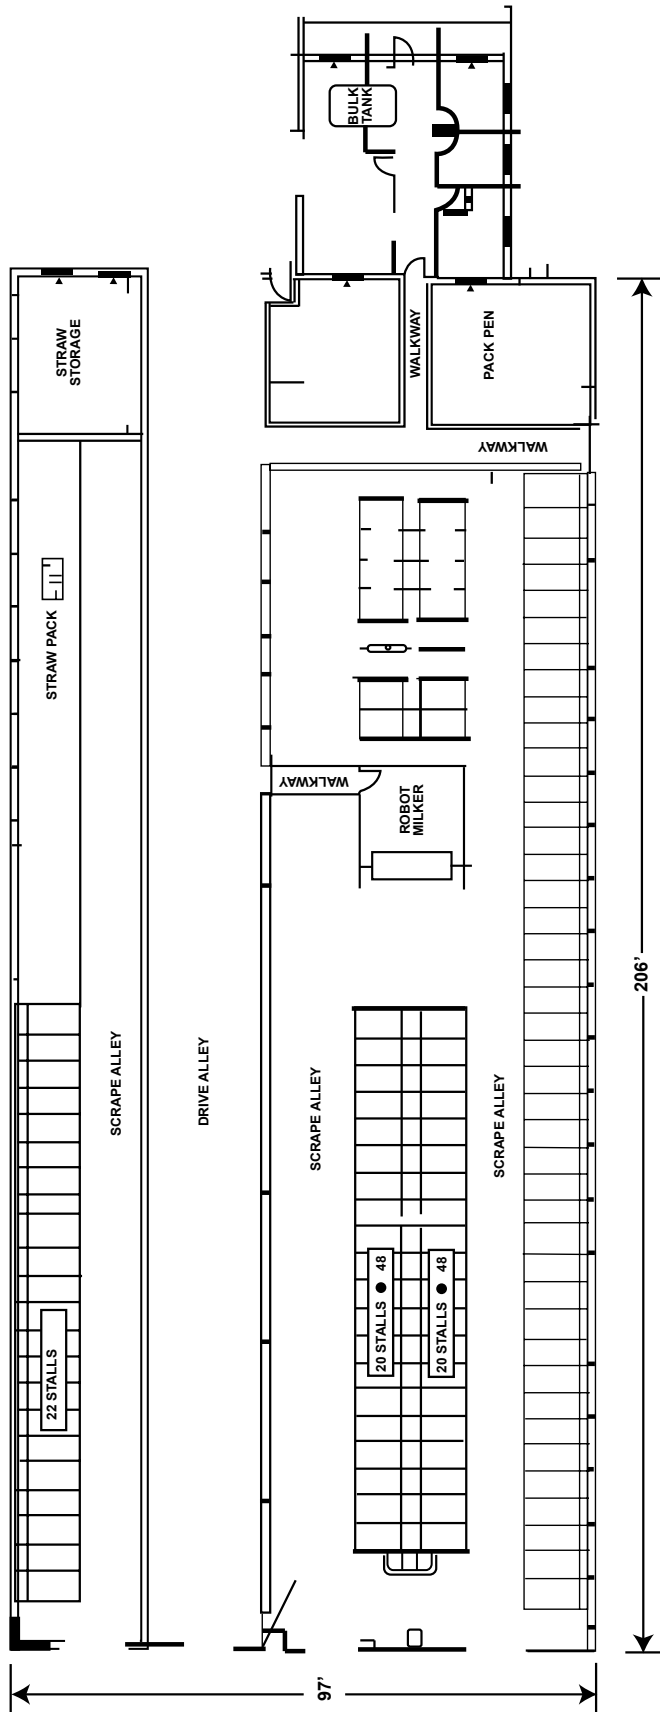 BULK
TANK
STRAW
STORAGE
WALKWAY
PACK PEN
WALKWAY
STRAW PACK
WALKWAY
ROBOT
MILKER
206'
SCRAPE ALLEY
DRIVE ALLEY
SCRAPE ALLEY
SCRAPE ALLEY
20 STALLS ● 48
20 STALLS ● 48
22 STALLS
97'